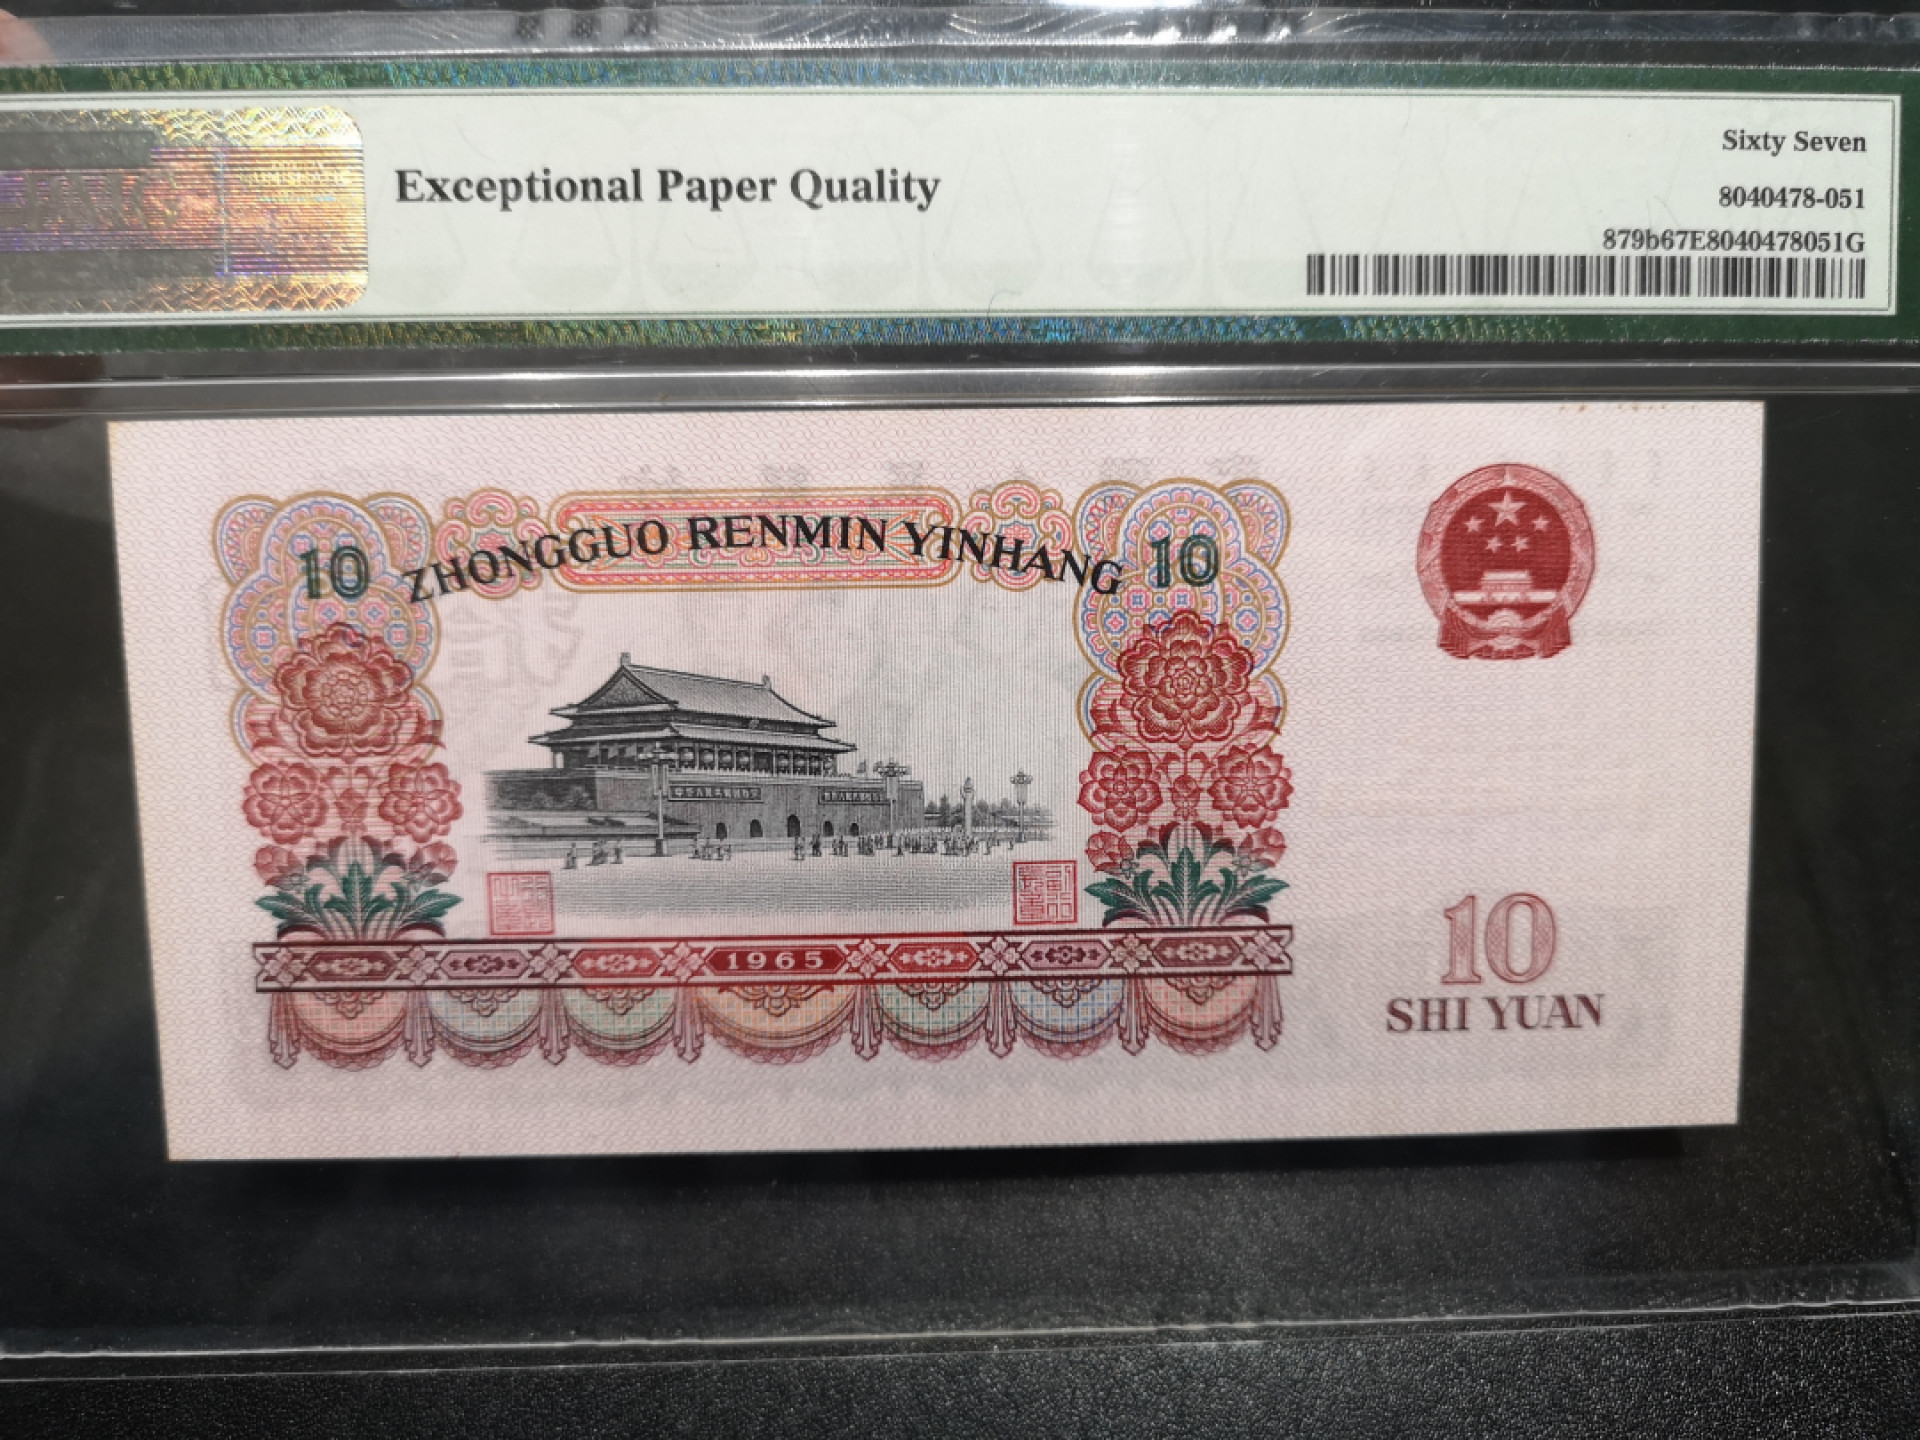 Sixty Seven
Exceptional Paper Quality
8040478-051
879b67E8040478051G
10 ZHONGGUO RENMIN YINHANG 10
1965
10
SHI YUAN